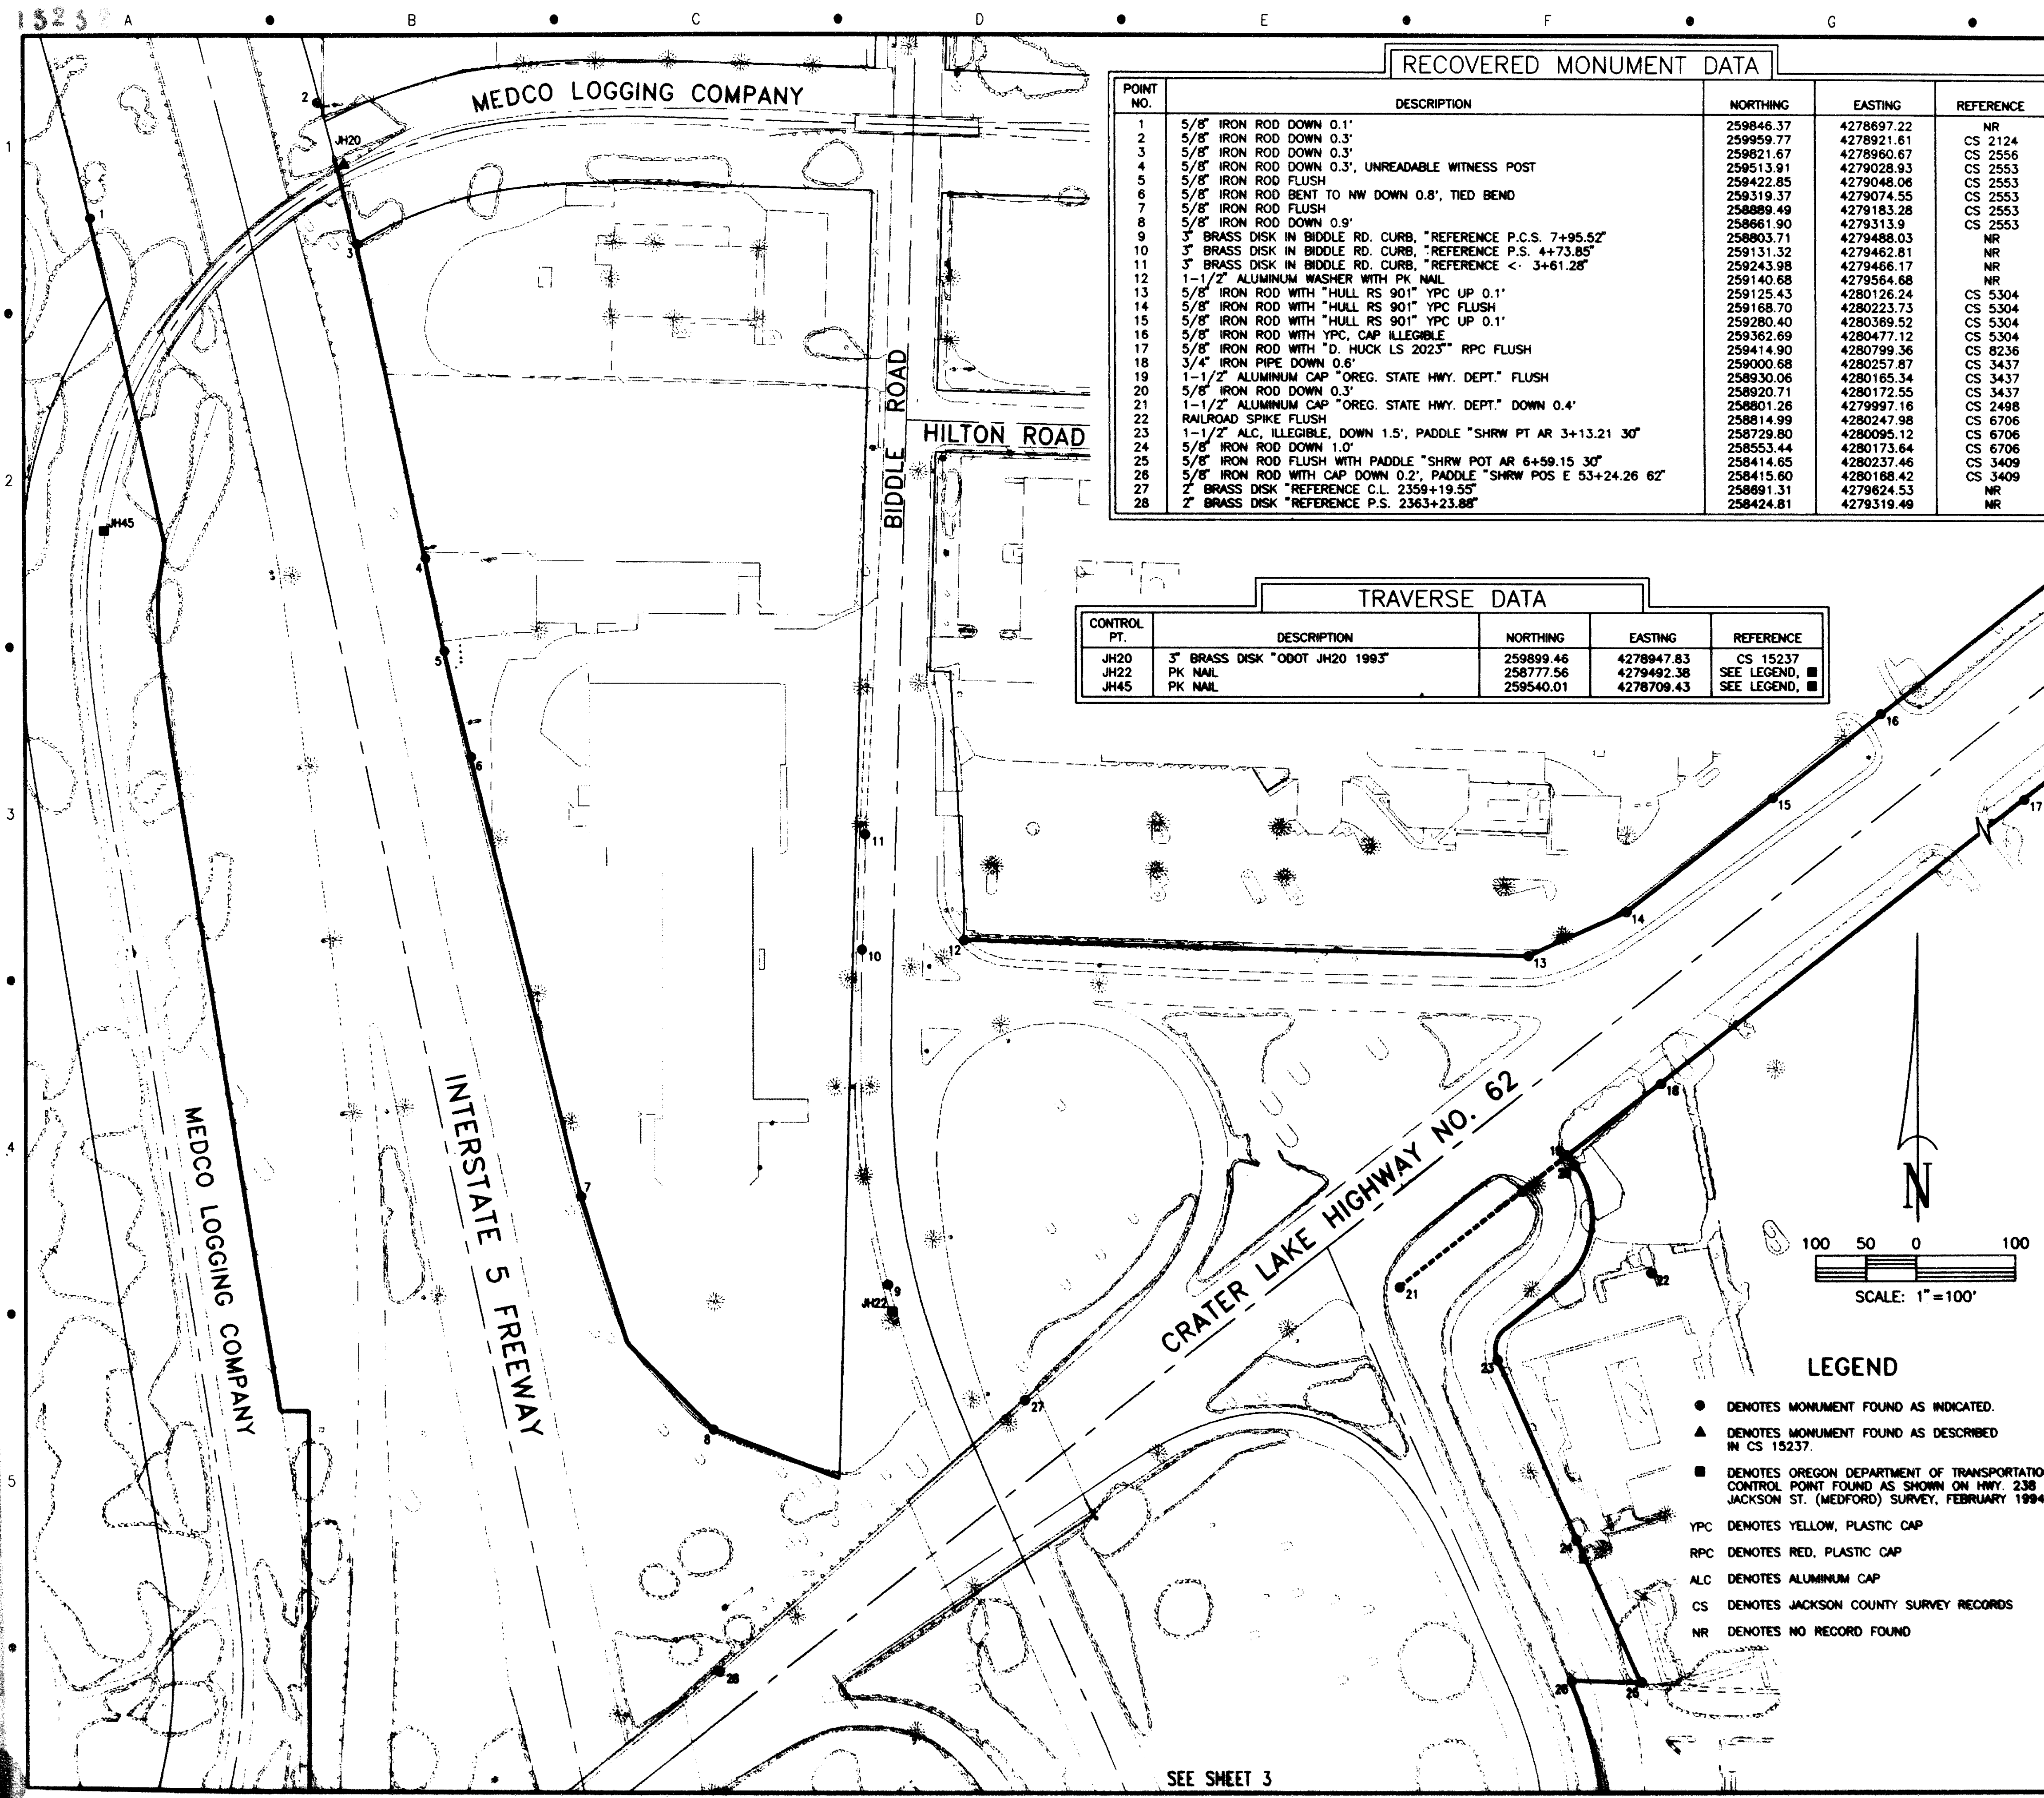 A B C D E F G
1
2
3
4
5
RECOVERED MONUMENT DATA
POINT NO. DESCRIPTION NORTHING EASTING REFERENCE
1 5/8" IRON ROD DOWN 0.1' 259846.37 4278697.22 NR
2 5/8" IRON ROD DOWN 0.3' 259959.77 4278921.61 CS 2124
3 5/8" IRON ROD DOWN 0.3' 259821.67 4278960.67 CS 2556
4 5/8" IRON ROD DOWN 0.3', UNREADABLE WITNESS POST 259513.91 4279028.93 CS 2553
5 5/8" IRON ROD FLUSH 259422.85 4279048.06 CS 2553
6 5/8" IRON ROD BENT TO NW DOWN 0.8', TIED BEND 259319.37 4279074.55 CS 2553
7 5/8" IRON ROD FLUSH 258889.49 4279183.28 CS 2553
8 5/8" IRON ROD DOWN 0.9' 258661.90 4279313.9 CS 2553
9 3" BRASS DISK IN BIDDLE RD. CURB, "REFERENCE P.C.S. 7+95.52" 258803.71 4279488.03 NR
10 3" BRASS DISK IN BIDDLE RD. CURB, "REFERENCE P.S. 4+73.85" 259131.32 4279462.81 NR
11 3" BRASS DISK IN BIDDLE RD. CURB, "REFERENCE <· 3+61.28" 259243.98 4279466.17 NR
12 1-1/2" ALUMINUM WASHER WITH PK NAIL 259140.68 4279564.68 NR
13 5/8" IRON ROD WITH "HULL RS 901" YPC UP 0.1' 259125.43 4280126.24 CS 5304
14 5/8" IRON ROD WITH "HULL RS 901" YPC FLUSH 259168.70 4280223.73 CS 5304
15 5/8" IRON ROD WITH "HULL RS 901" YPC UP 0.1' 259280.40 4280369.52 CS 5304
16 5/8" IRON ROD WITH YPC, CAP ILLEGIBLE 259362.69 4280477.12 CS 5304
17 5/8" IRON ROD WITH "D. HUCK LS 2023"" RPC FLUSH 259414.90 4280799.36 CS 8236
18 3/4" IRON PIPE DOWN 0.6' 259000.68 4280257.87 CS 3437
19 1-1/2" ALUMINUM CAP "OREG. STATE HWY. DEPT." FLUSH 258930.06 4280165.34 CS 3437
20 5/8" IRON ROD DOWN 0.3' 258920.71 4280172.55 CS 3437
21 1-1/2" ALUMINUM CAP "OREG. STATE HWY. DEPT." DOWN 0.4' 258801.26 4279997.16 CS 2498
22 RAILROAD SPIKE FLUSH 258814.99 4280247.98 CS 6706
23 1-1/2" ALC, ILLEGIBLE, DOWN 1.5', PADDLE "SHRW PT AR 3+13.21 30" 258729.80 4280095.12 CS 6706
24 5/8" IRON ROD DOWN 1.0' 258553.44 4280173.64 CS 6706
25 5/8" IRON ROD FLUSH WITH PADDLE "SHRW POT AR 6+59.15 30" 258414.65 4280237.46 CS 3409
26 5/8" IRON ROD WITH CAP DOWN 0.2', PADDLE "SHRW POS E 53+24.26 62" 258415.60 4280168.42 CS 3409
27 2" BRASS DISK "REFERENCE C.L. 2359+19.55" 258691.31 4279624.53 NR
28 2" BRASS DISK "REFERENCE P.S. 2363+23.88" 258424.81 4279319.49 NR
TRAVERSE DATA
CONTROL PT. DESCRIPTION NORTHING EASTING REFERENCE
JH20 3" BRASS DISK "ODOT JH20 1993" 259899.46 4278947.83 CS 15237
JH22 PK NAIL 258777.56 4279492.38 SEE LEGEND, ■
JH45 PK NAIL 259540.01 4278709.43 SEE LEGEND, ■
MEDCO LOGGING COMPANY
2
JH20
1
3
BIDDLE ROAD
HILTON ROAD
JH45
4
5
6
16
15
17
11
14
12
10
13
INTERSTATE 5 FREEWAY
MEDCO LOGGING COMPANY
CRATER LAKE HIGHWAY NO. 62
18
19
20
7
N
100 50 0 100
SCALE: 1"=100'
9
JH22
21
22
23
27
8
24
28
26
25
LEGEND
● DENOTES MONUMENT FOUND AS INDICATED.
▲ DENOTES MONUMENT FOUND AS DESCRIBED
IN CS 15237.
■ DENOTES OREGON DEPARTMENT OF TRANSPORTATIO
CONTROL POINT FOUND AS SHOWN ON HWY. 238
JACKSON ST. (MEDFORD) SURVEY, FEBRUARY 1994
YPC DENOTES YELLOW, PLASTIC CAP
RPC DENOTES RED, PLASTIC CAP
ALC DENOTES ALUMINUM CAP
CS DENOTES JACKSON COUNTY SURVEY RECORDS
NR DENOTES NO RECORD FOUND
SEE SHEET 3